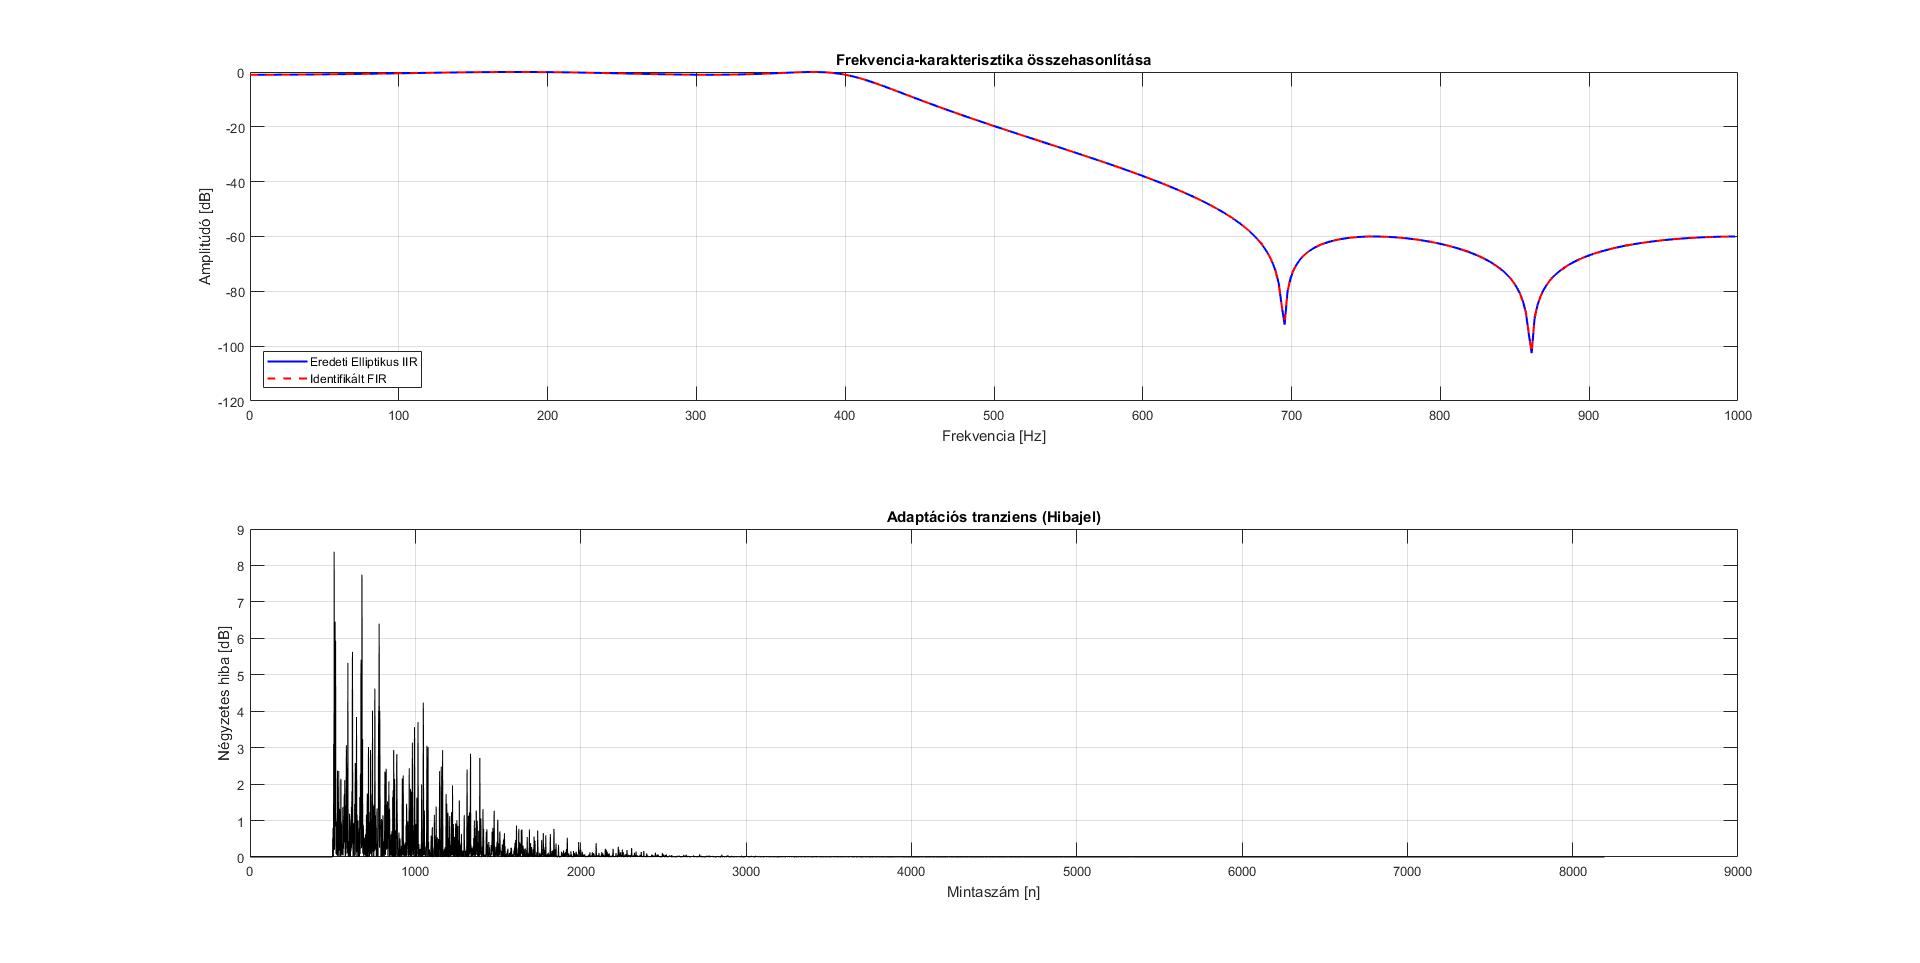 Frekvencia-karakterisztika összehasonlítása
0
-20
-40
-60
-80
-100
-120
Amplitúdó [dB]
Eredeti Elliptikus IIR
Identifikált FIR
0 100 200 300 400 500 600 700 800 900 1000
Frekvencia [Hz]
Adaptációs tranziens (Hibajel)
9
8
7
6
5
4
3
2
1
0
Négyzetes hiba [dB]
0 1000 2000 3000 4000 5000 6000 7000 8000 9000
Mintaszám [n]